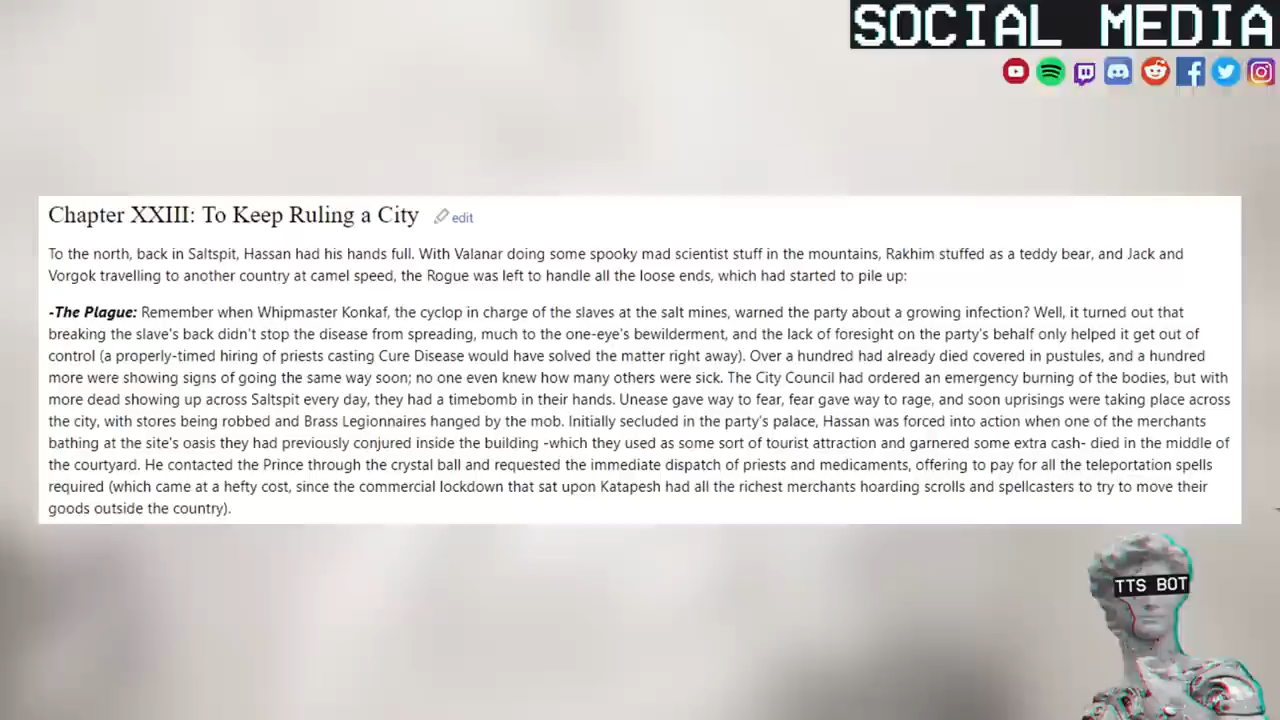 SOCIAL MEDIA
Chapter XXIII: To Keep Ruling a City edit
To the north, back in Saltspit, Hassan had his hands full. With Valanar doing some spooky mad scientist stuff in the mountains, Rakhim stuffed as a teddy bear, and Jack and
Vorgok travelling to another country at camel speed, the Rogue was left to handle all the loose ends, which had started to pile up:
-The Plague: Remember when Whipmaster Konkaf, the cyclop in charge of the slaves at the salt mines, warned the party about a growing infection? Well, it turned out that
breaking the slave's back didn't stop the disease from spreading, much to the one-eye's bewilderment, and the lack of foresight on the party's behalf only helped it get out of
control (a properly-timed hiring of priests casting Cure Disease would have solved the matter right away). Over a hundred had already died covered in pustules, and a hundred
more were showing signs of going the same way soon; no one even knew how many others were sick. The City Council had ordered an emergency burning of the bodies, but with
more dead showing up across Saltspit every day, they had a timebomb in their hands. Unease gave way to fear, fear gave way to rage, and soon uprisings were taking place across
the city, with stores being robbed and Brass Legionnaires hanged by the mob. Initially secluded in the party's palace, Hassan was forced into action when one of the merchants
bathing at the site's oasis they had previously conjured inside the building -which they used as some sort of tourist attraction and garnered some extra cash- died in the middle of
the courtyard. He contacted the Prince through the crystal ball and requested the immediate dispatch of priests and medicaments, offering to pay for all the teleportation spells
required (which came at a hefty cost, since the commercial lockdown that sat upon Katapesh had all the richest merchants hoarding scrolls and spellcasters to try to move their
goods outside the country).
TTS BOT